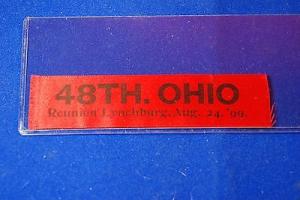 48TH. OHIO
Reunion Lynchburg, Aug. 24, '99.